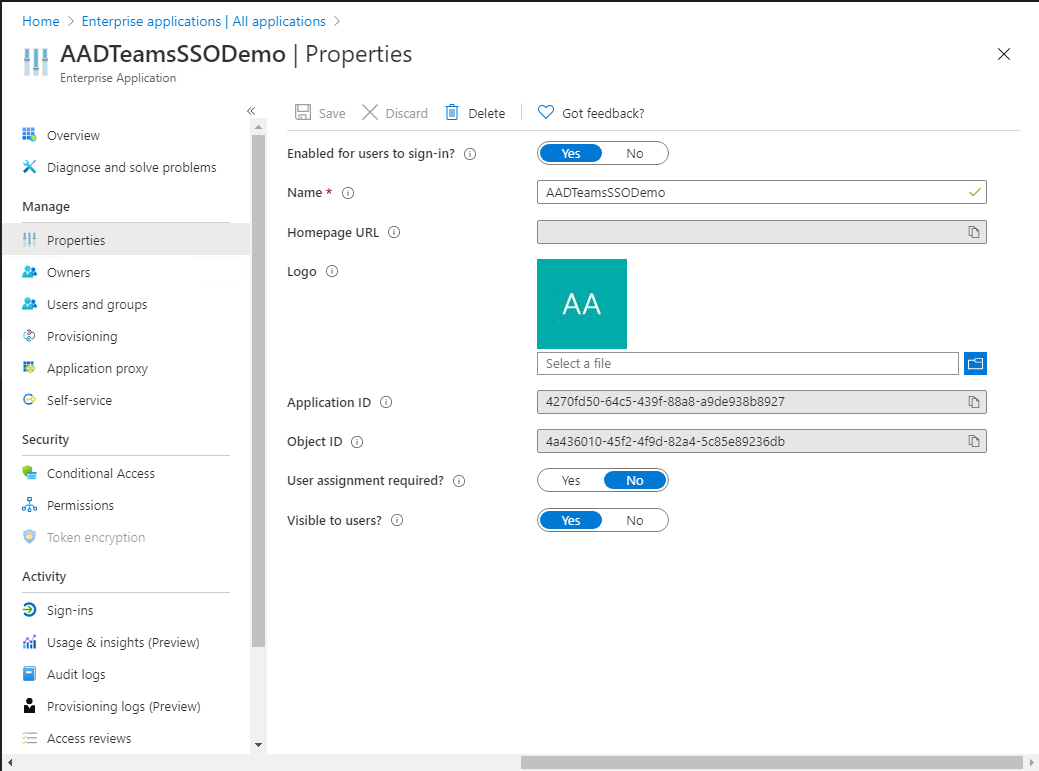 Home > Enterprise applications | All applications >
AADTeamsSSODemo | Properties
Enterprise Application
Overview
Diagnose and solve problems
Manage
Properties
Owners
Users and groups
Provisioning
Application proxy
Self-service
Security
Conditional Access
Permissions
Token encryption
Activity
Sign-ins
Usage & insights (Preview)
Audit logs
Provisioning logs (Preview)
Access reviews
Save Discard Delete Got feedback?
Enabled for users to sign-in? Yes No
Name * AADTeamsSSODemo
Homepage URL
Logo
AA
Select a file
Application ID 4270fd50-64c5-439f-88a8-a9de938b8927
Object ID 4a436010-45f2-4f9d-82a4-5c85e89236db
User assignment required? Yes No
Visible to users? Yes No